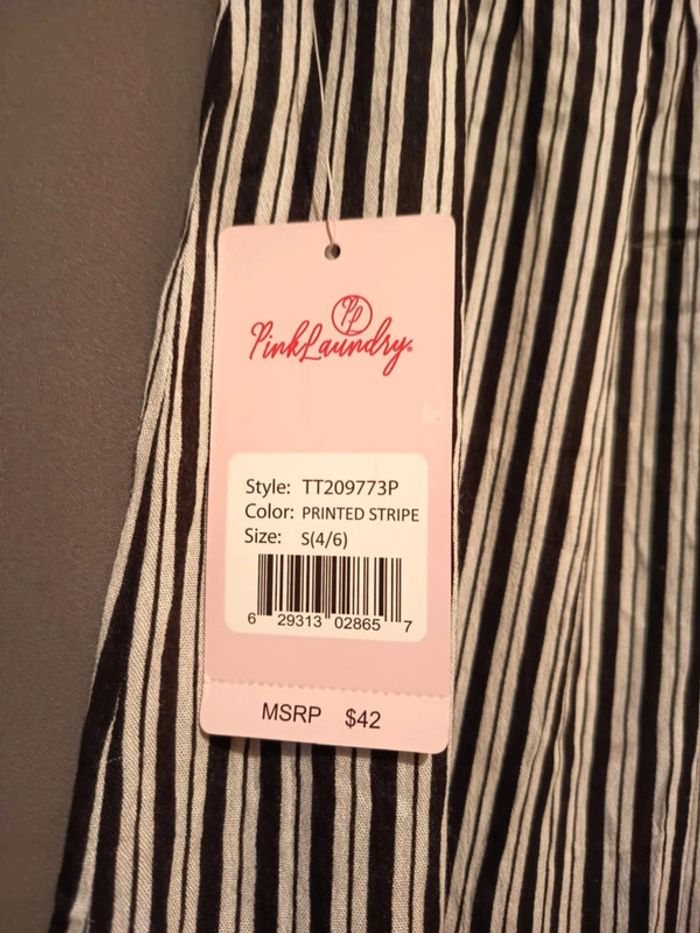 PL
PinkLaundry®
Style: TT209773P
Color: PRINTED STRIPE
Size: S(4/6)
6 29313 02865 7
MSRP $42